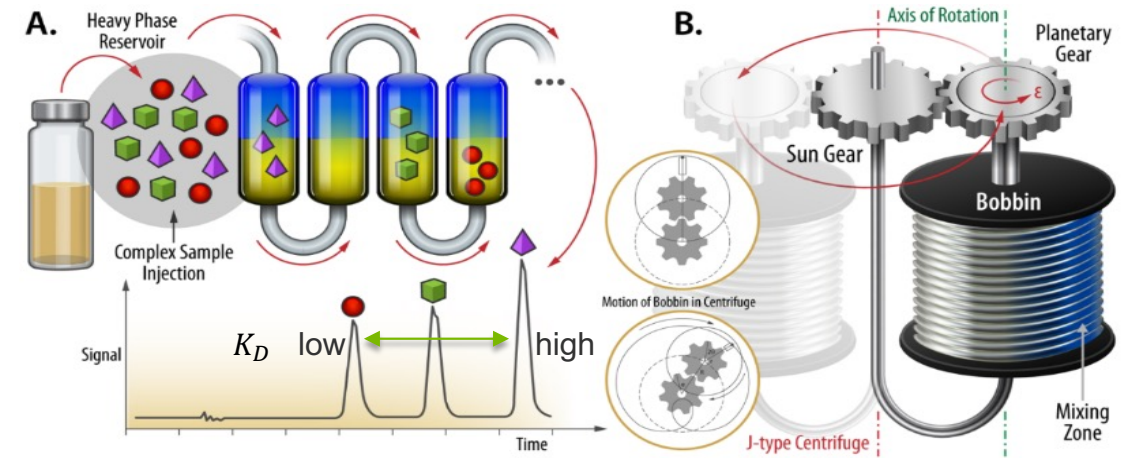 A.
Heavy Phase
Reservoir
Complex Sample
Injection
Signal
K_D low high
Time
B.
Axis of Rotation
Planetary
Gear
ε
Sun Gear
Bobbin
Motion of Bobbin in Centrifuge
J-type Centrifuge
Mixing
Zone